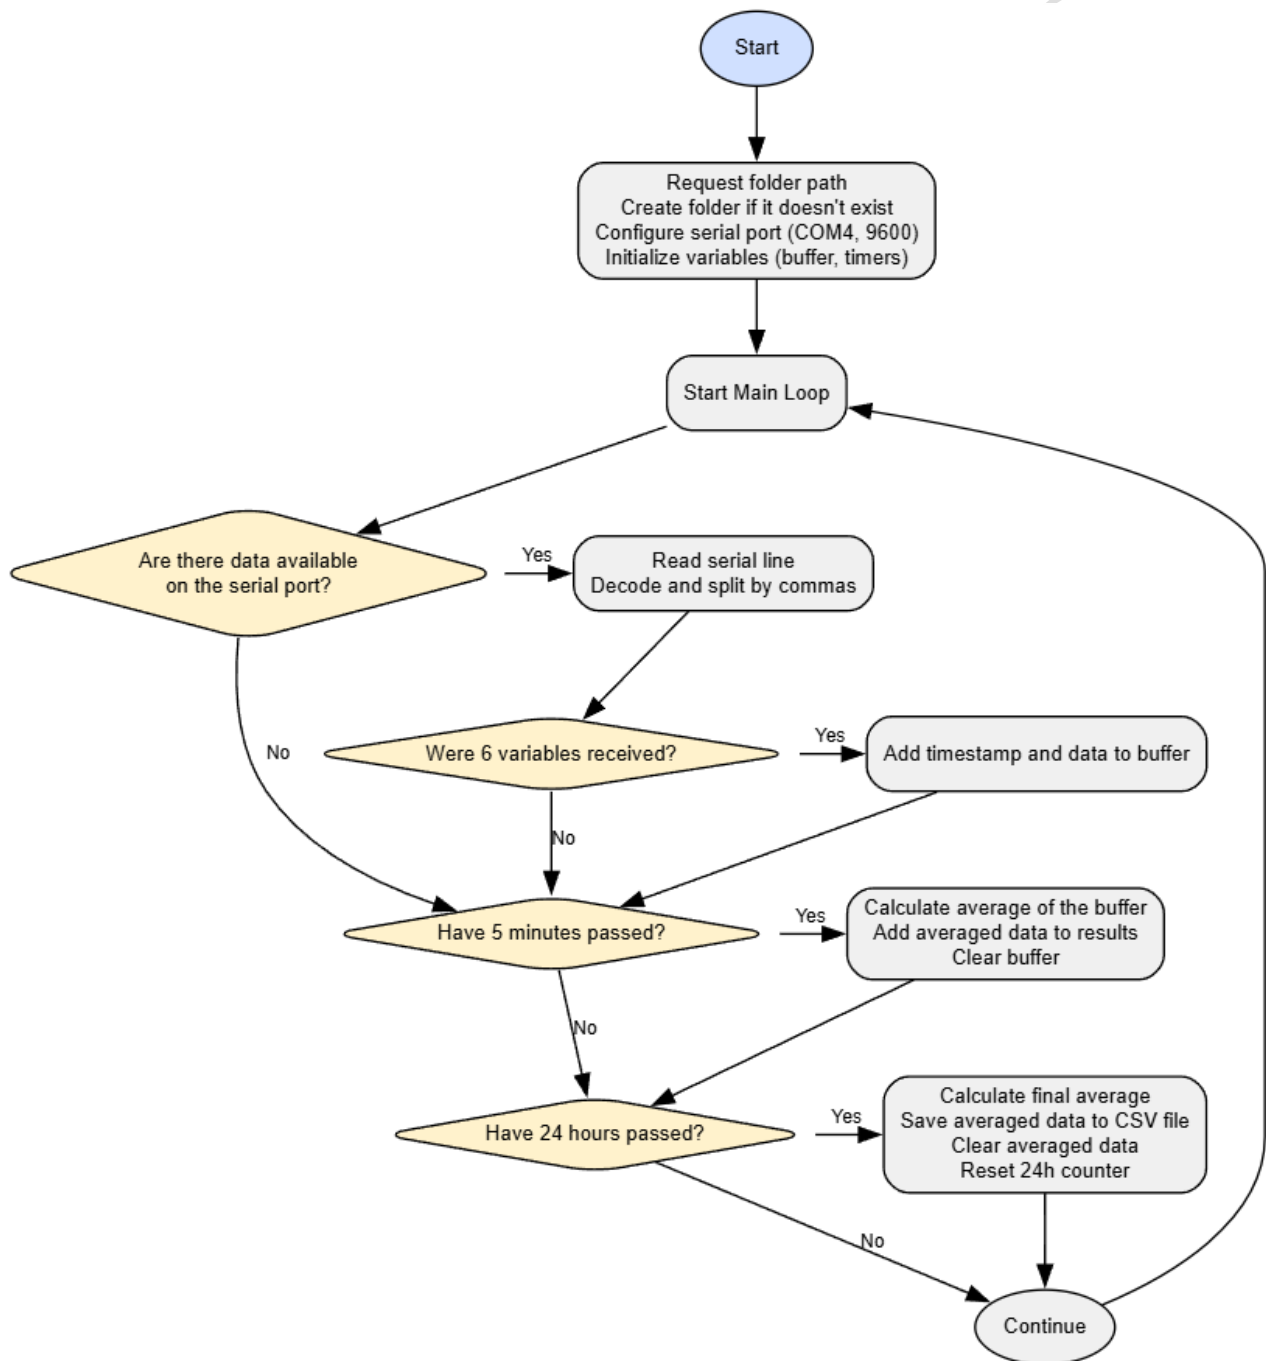 Start
Request folder path
Create folder if it doesn't exist
Configure serial port (COM4, 9600)
Initialize variables (buffer, timers)
Start Main Loop
Are there data available
on the serial port?
Yes
Read serial line
Decode and split by commas
No
Were 6 variables received?
Yes
Add timestamp and data to buffer
No
Have 5 minutes passed?
Yes
Calculate average of the buffer
Add averaged data to results
Clear buffer
No
Have 24 hours passed?
Yes
Calculate final average
Save averaged data to CSV file
Clear averaged data
Reset 24h counter
No
Continue